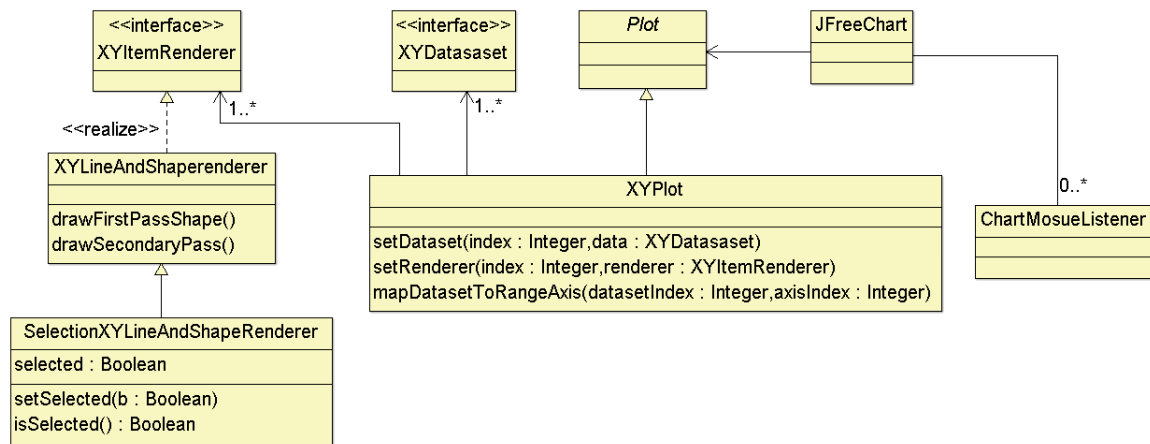 <<interface>>
XYItemRenderer
<<interface>>
XYDatasaset
Plot
JFreeChart
1..*
1..*
<<realize>>
XYLineAndShaperenderer
drawFirstPassShape()
drawSecondaryPass()
XYPlot
setDataset(index : Integer,data : XYDatasaset)
setRenderer(index : Integer,renderer : XYItemRenderer)
mapDatasetToRangeAxis(datasetIndex : Integer,axisIndex : Integer)
0..*
ChartMosueListener
SelectionXYLineAndShapeRenderer
selected : Boolean
setSelected(b : Boolean)
isSelected() : Boolean